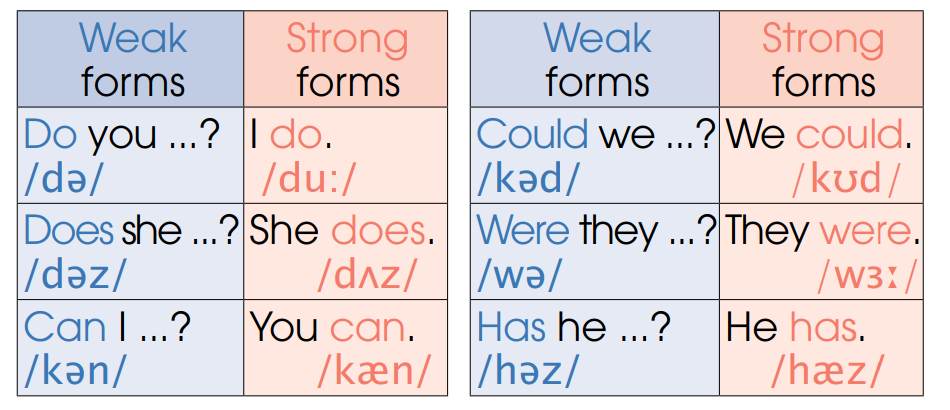 Weak forms
Strong forms
Do you ...?
/də/
I do.
/du:/
Does she ...?
/dəz/
She does.
/dʌz/
Can I ...?
/kən/
You can.
/kæn/
Weak forms
Strong forms
Could we ...?
/kəd/
We could.
/kʊd/
Were they ...?
/wə/
They were.
/wɜː/
Has he ...?
/həz/
He has.
/hæz/